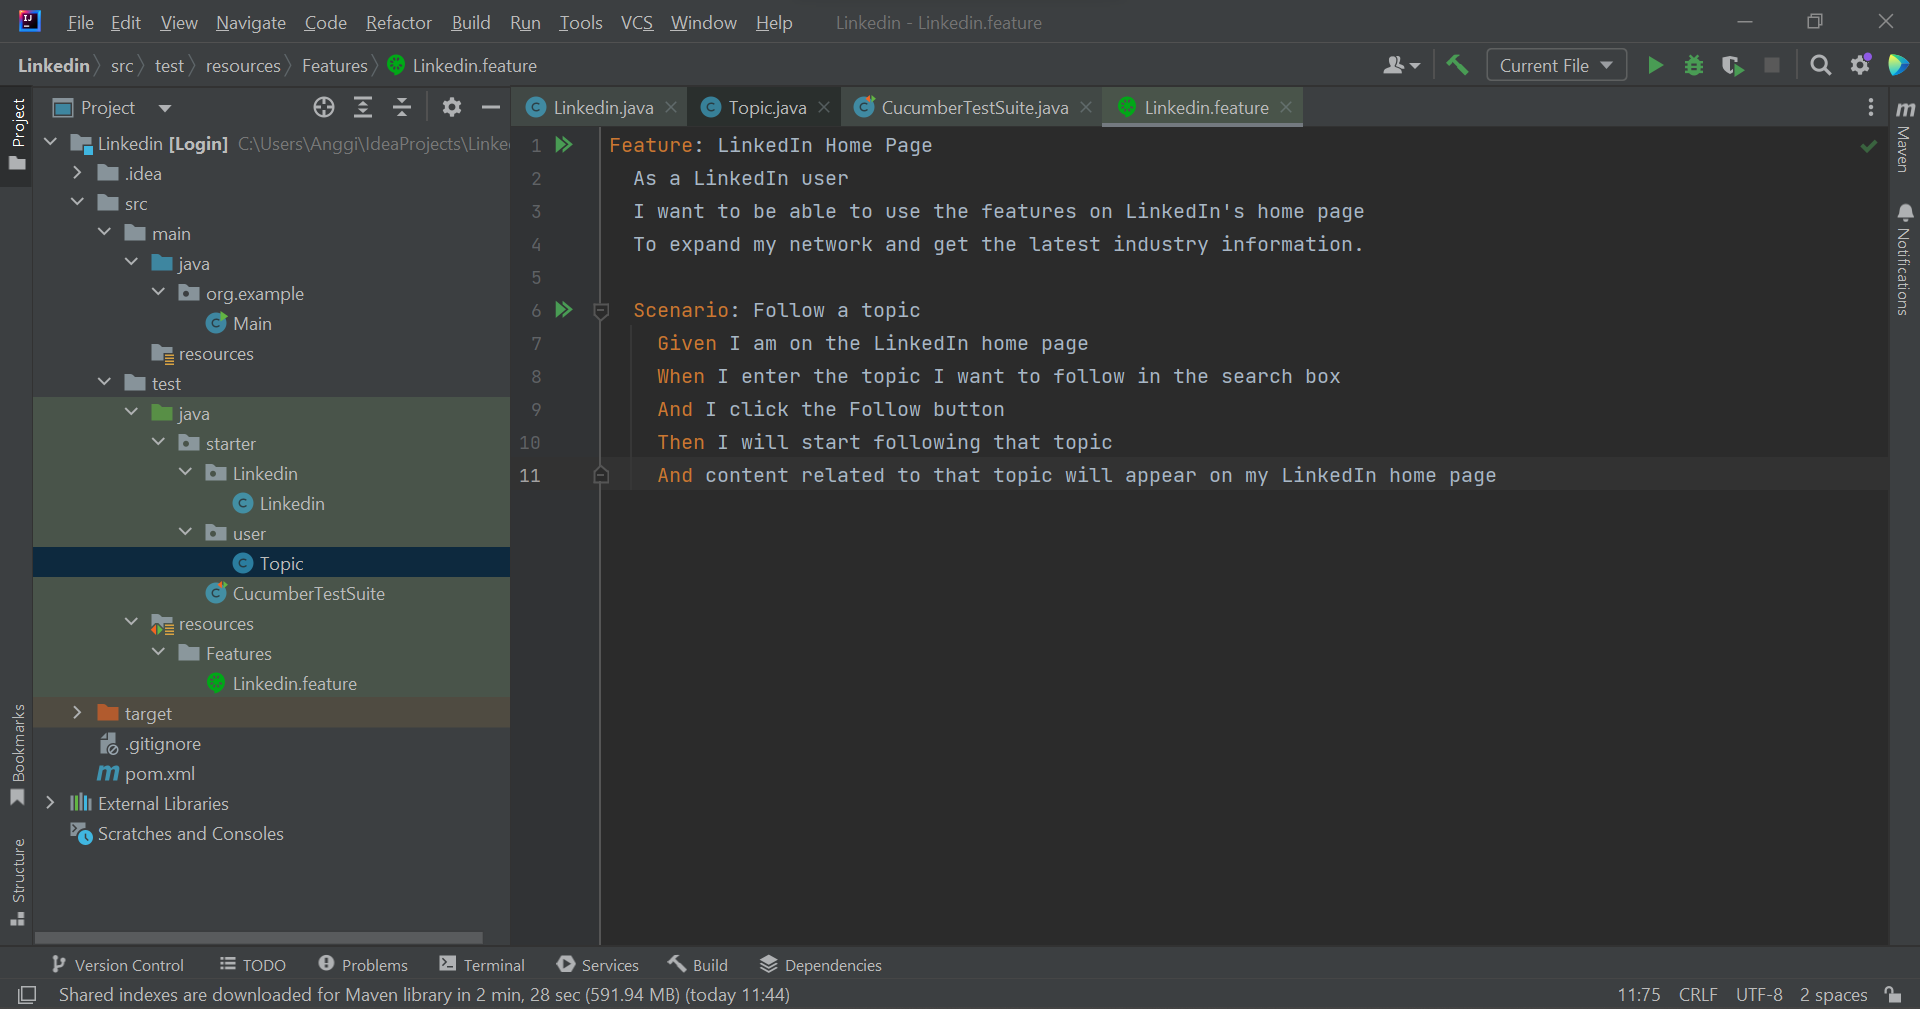 File Edit View Navigate Code Refactor Build Run Tools VCS Window Help Linkedin - Linkedin.feature
Linkedin src test resources Features Linkedin.feature Current File
Project
Project
Linkedin.java Topic.java CucumberTestSuite.java Linkedin.feature
Linkedin [Login] C:\Users\Anggi\IdeaProjects\Linke
.idea
src
main
java
org.example
Main
resources
test
java
starter
Linkedin
Linkedin
user
Topic
CucumberTestSuite
resources
Features
Linkedin.feature
target
.gitignore
pom.xml
External Libraries
Scratches and Consoles
1 Feature: LinkedIn Home Page
2 As a LinkedIn user
3 I want to be able to use the features on LinkedIn's home page
4 To expand my network and get the latest industry information.
5
6 Scenario: Follow a topic
7 Given I am on the LinkedIn home page
8 When I enter the topic I want to follow in the search box
9 And I click the Follow button
10 Then I will start following that topic
11 And content related to that topic will appear on my LinkedIn home page
Maven
Notifications
Bookmarks
Structure
Version Control TODO Problems Terminal Services Build Dependencies
Shared indexes are downloaded for Maven library in 2 min, 28 sec (591.94 MB) (today 11:44) 11:75 CRLF UTF-8 2 spaces